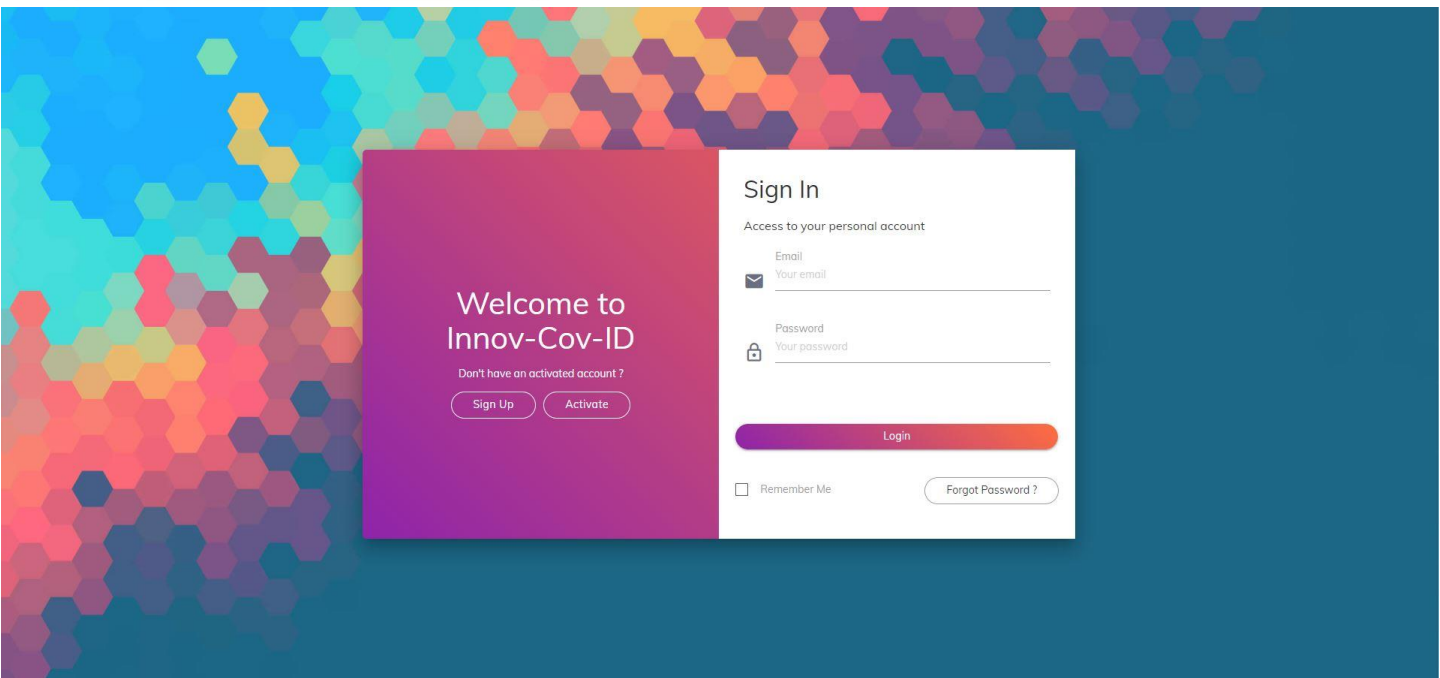 Welcome to
Innov-Cov-ID
Don't have an activated account ?
Sign Up
Activate
Sign In
Access to your personal account
Email
Your email
Password
Your password
Login
Remember Me
Forgot Password ?